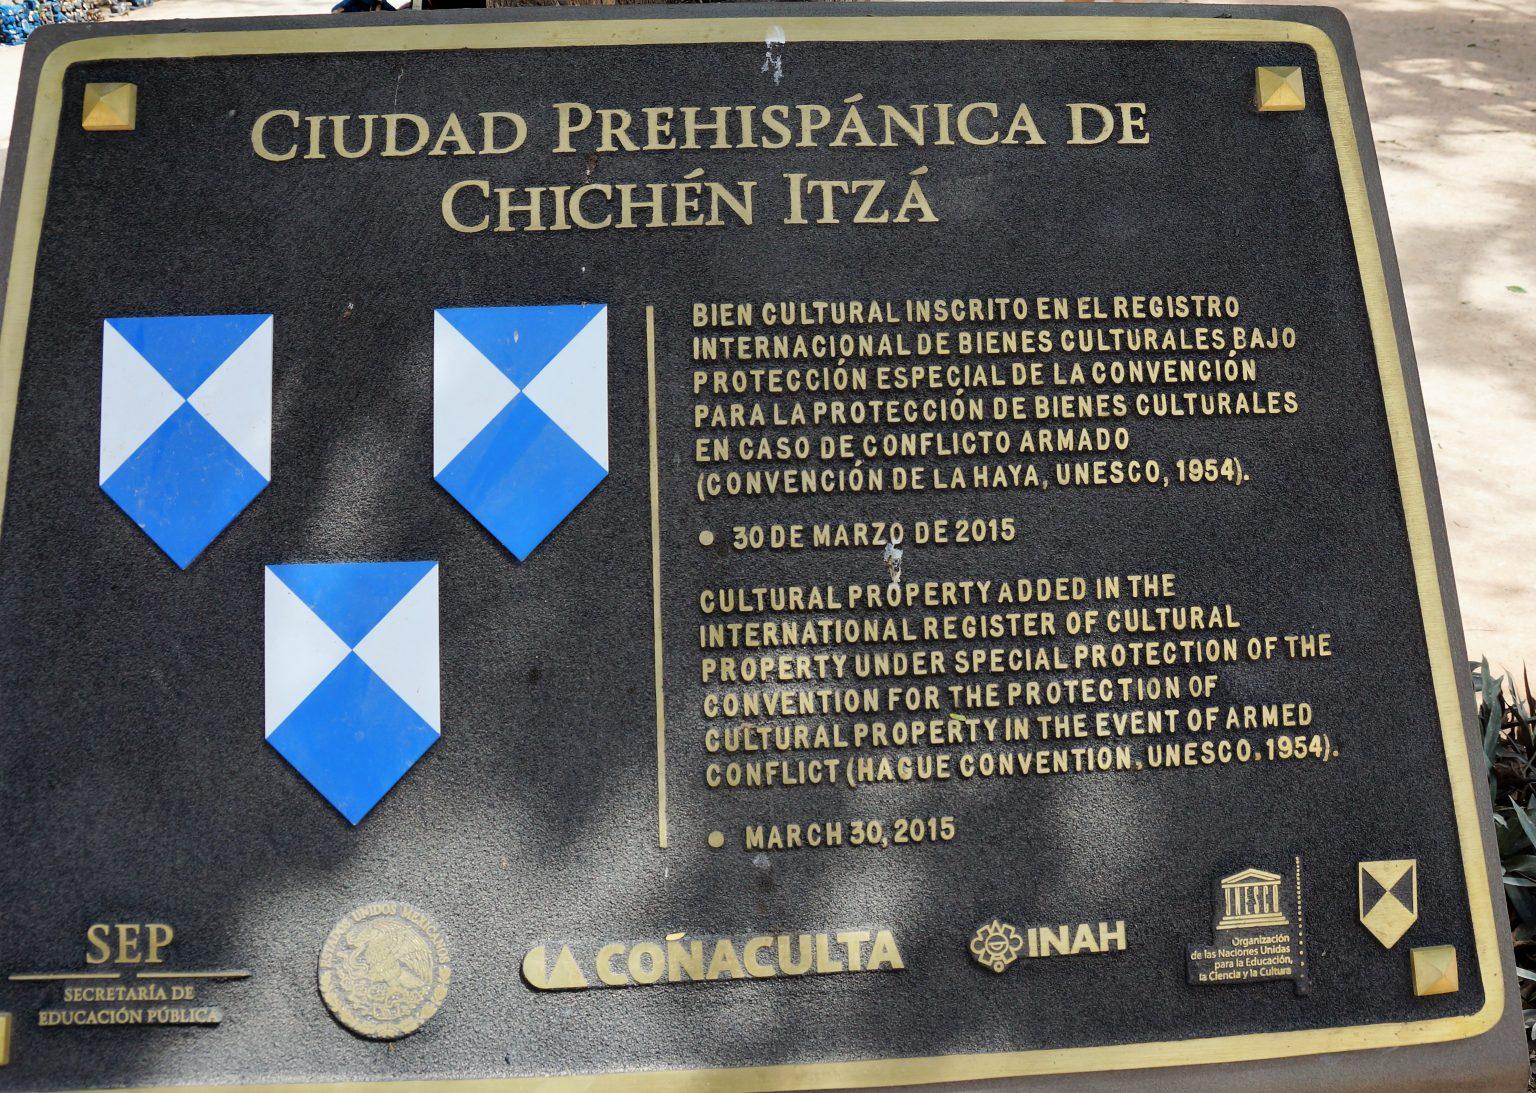 CIUDAD PREHISPÁNICA DE
CHICHÉN ITZÁ
BIEN CULTURAL INSCRITO EN EL REGISTRO
INTERNACIONAL DE BIENES CULTURALES BAJO
PROTECCIÓN ESPECIAL DE LA CONVENCIÓN
PARA LA PROTECCIÓN DE BIENES CULTURALES
EN CASO DE CONFLICTO ARMADO
(CONVENCIÓN DE LA HAYA, UNESCO, 1954).
• 30 DE MARZO DE 2015
CULTURAL PROPERTY ADDED IN THE
INTERNATIONAL REGISTER OF CULTURAL
PROPERTY UNDER SPECIAL PROTECTION OF THE
CONVENTION FOR THE PROTECTION OF
CULTURAL PROPERTY IN THE EVENT OF ARMED
CONFLICT (HAGUE CONVENTION, UNESCO, 1954).
• MARCH 30, 2015
SEP
SECRETARÍA DE
EDUCACIÓN PÚBLICA
ESTADOS UNIDOS MEXICANOS
CONACULTA
INAH
UNESCO
Organización
de las Naciones Unidas
para la Educación,
la Ciencia y la Cultura